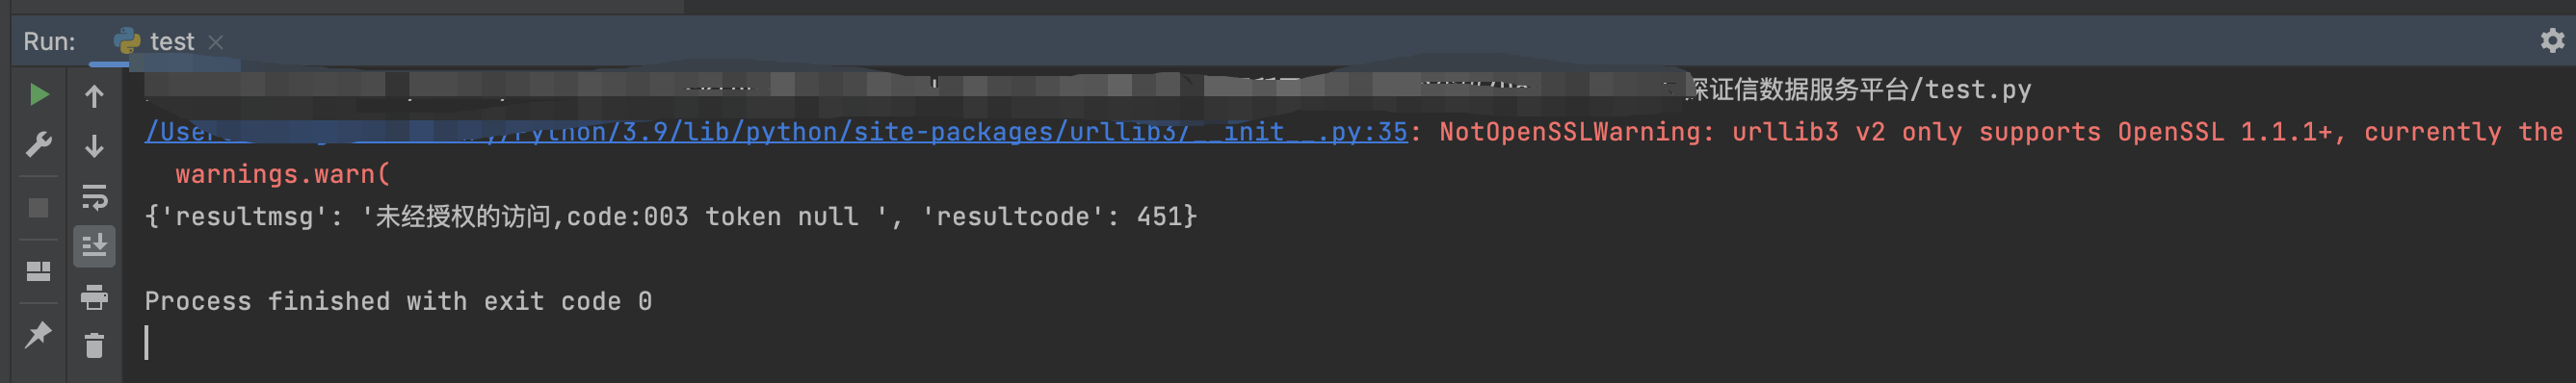 Run: test
深证信数据服务平台/test.py
/User /Python/3.9/lib/python/site-packages/urllib3/__init__.py:35: NotOpenSSLWarning: urllib3 v2 only supports OpenSSL 1.1.1+, currently the
warnings.warn(
{'resultmsg': '未经授权的访问,code:003 token null ', 'resultcode': 451}
Process finished with exit code 0